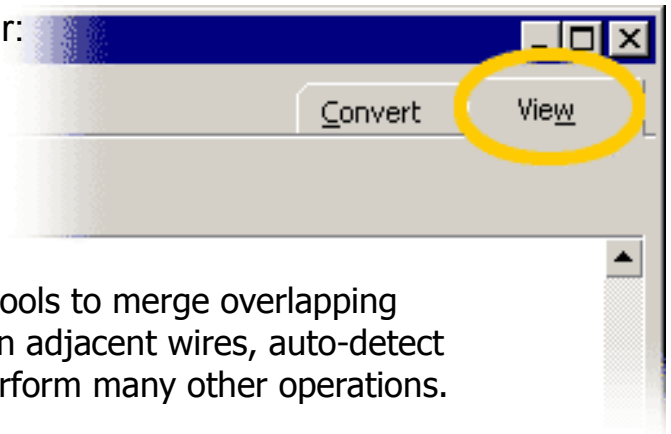 r:
Convert View
ools to merge overlapping
n adjacent wires, auto-detect
rform many other operations.